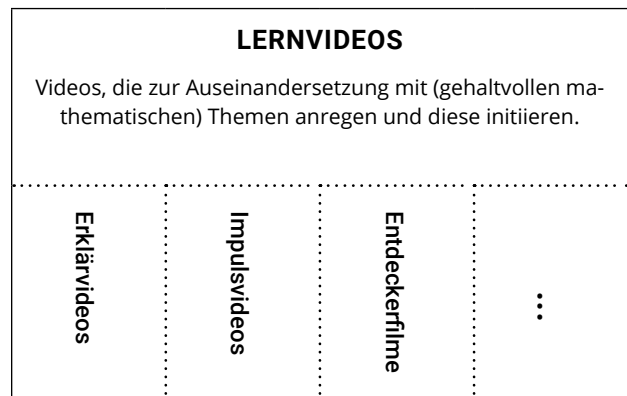 LERNVIDEOS
Videos, die zur Auseinandersetzung mit (gehaltvollen ma-
thematischen) Themen anregen und diese initiieren.
Erklärvideos
Impulsvideos
Entdeckerfilme
...